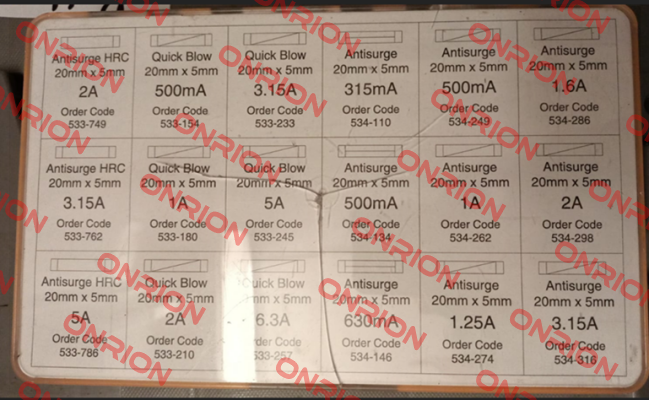 Antisurge HRC
20mm x 5mm
2A
Order Code
533-749
Quick Blow
20mm x 5mm
500mA
Order Code
533-154
Quick Blow
20mm x 5mm
3.15A
Order Code
533-233
Antisurge
20mm x 5mm
315mA
Order Code
534-110
Antisurge
20mm x 5mm
500mA
Order Code
534-249
Antisurge
20mm x 5mm
1.6A
Order Code
534-286
Antisurge HRC
20mm x 5mm
3.15A
Order Code
533-762
Quick Blow
20mm x 5mm
1A
Order Code
533-180
Quick Blow
20mm x 5mm
5A
Order Code
533-245
Antisurge
20mm x 5mm
500mA
Order Code
534-134
Antisurge
20mm x 5mm
1A
Order Code
534-262
Antisurge
20mm x 5mm
2A
Order Code
534-298
Antisurge HRC
20mm x 5mm
5A
Order Code
533-786
Quick Blow
20mm x 5mm
2A
Order Code
533-210
Quick Blow
20mm x 5mm
6.3A
Order Code
533-257
Antisurge
20mm x 5mm
630mA
Order Code
534-146
Antisurge
20mm x 5mm
1.25A
Order Code
534-274
Antisurge
20mm x 5mm
3.15A
Order Code
534-316
ONRION